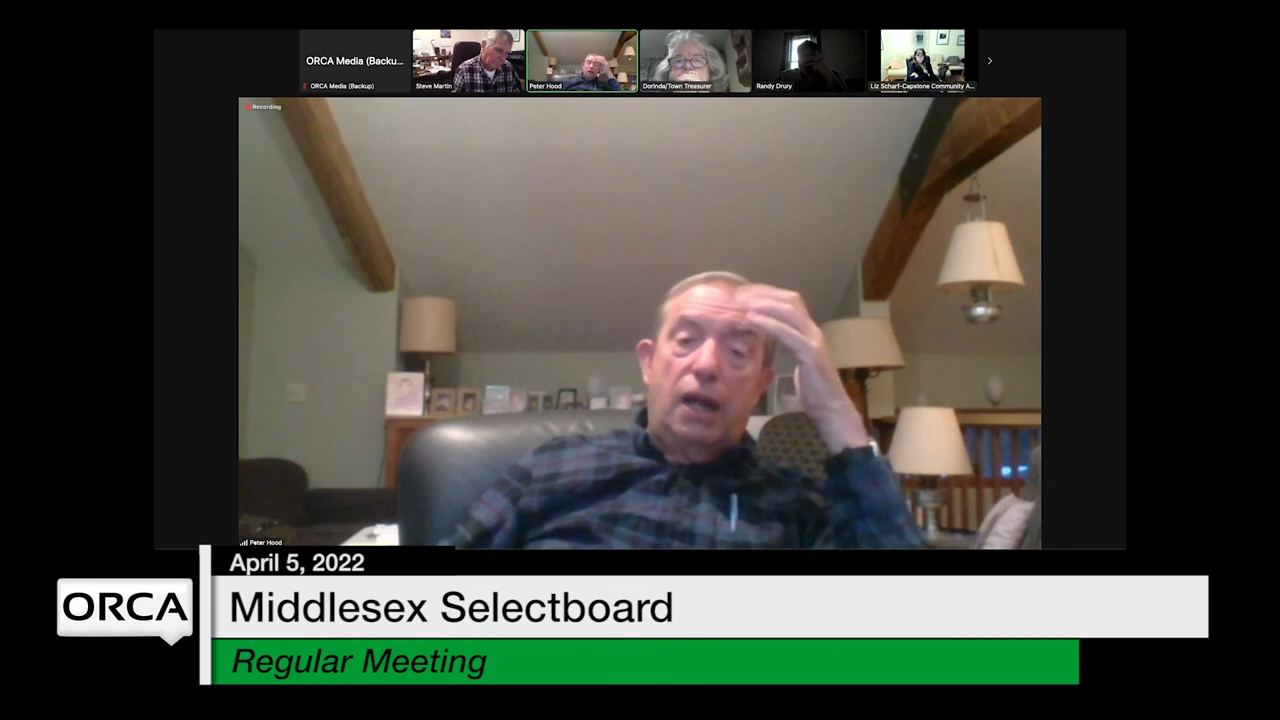 ORCA Media (Backu...
ORCA Media (Backup)
Steve Martin
Peter Hood
Dorinda/Town Treasurer
Randy Drury
Liz Scharf-Capstone Community A...
Recording
Peter Hood
April 5, 2022
ORCA
Middlesex Selectboard
Regular Meeting